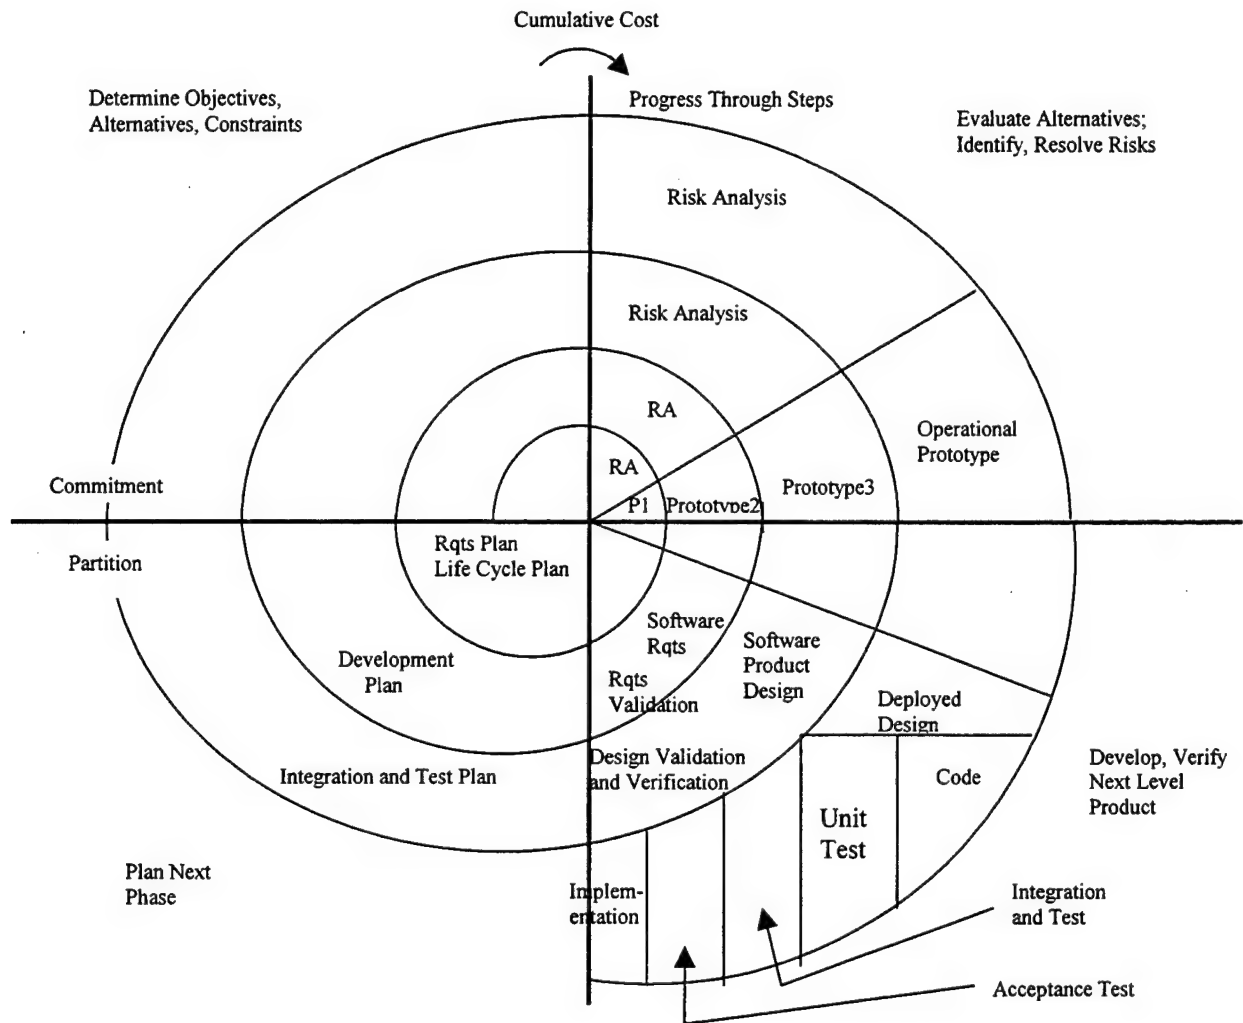 Cumulative Cost
Determine Objectives,
Alternatives, Constraints
Progress Through Steps
Evaluate Alternatives;
Identify, Resolve Risks
Risk Analysis
Risk Analysis
RA
Operational
Prototype
RA
Commitment
P1
Prototype2
Prototype3
Partition
Rqts Plan
Life Cycle Plan
Software
Rqts
Software
Product
Design
Development
Plan
Rqts
Validation
Deployed
Design
Integration and Test Plan
Design Validation
and Verification
Code
Develop, Verify
Next Level
Product
Unit
Test
Plan Next
Phase
Implem-
entation
Integration
and Test
Acceptance Test